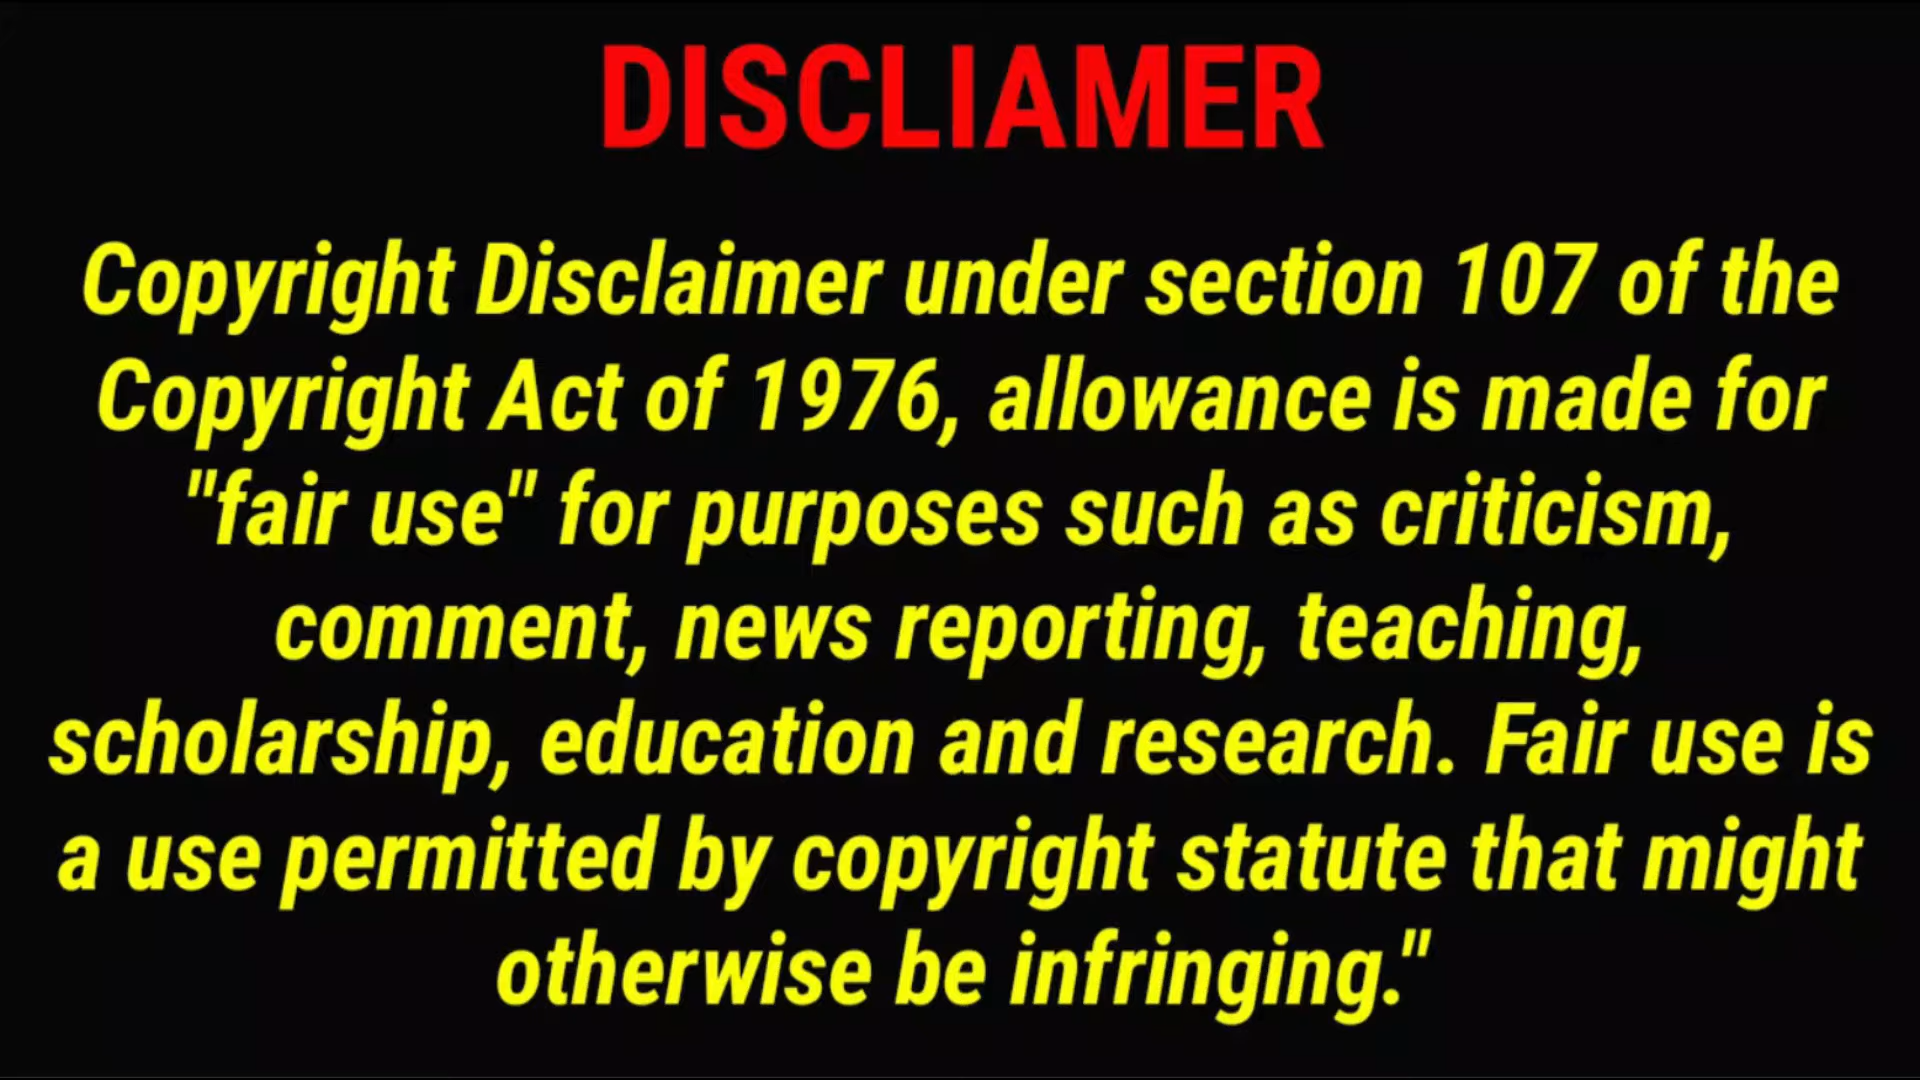 DISCLIAMER
Copyright Disclaimer under section 107 of the
Copyright Act of 1976, allowance is made for
"fair use" for purposes such as criticism,
comment, news reporting, teaching,
scholarship, education and research. Fair use is
a use permitted by copyright statute that might
otherwise be infringing."